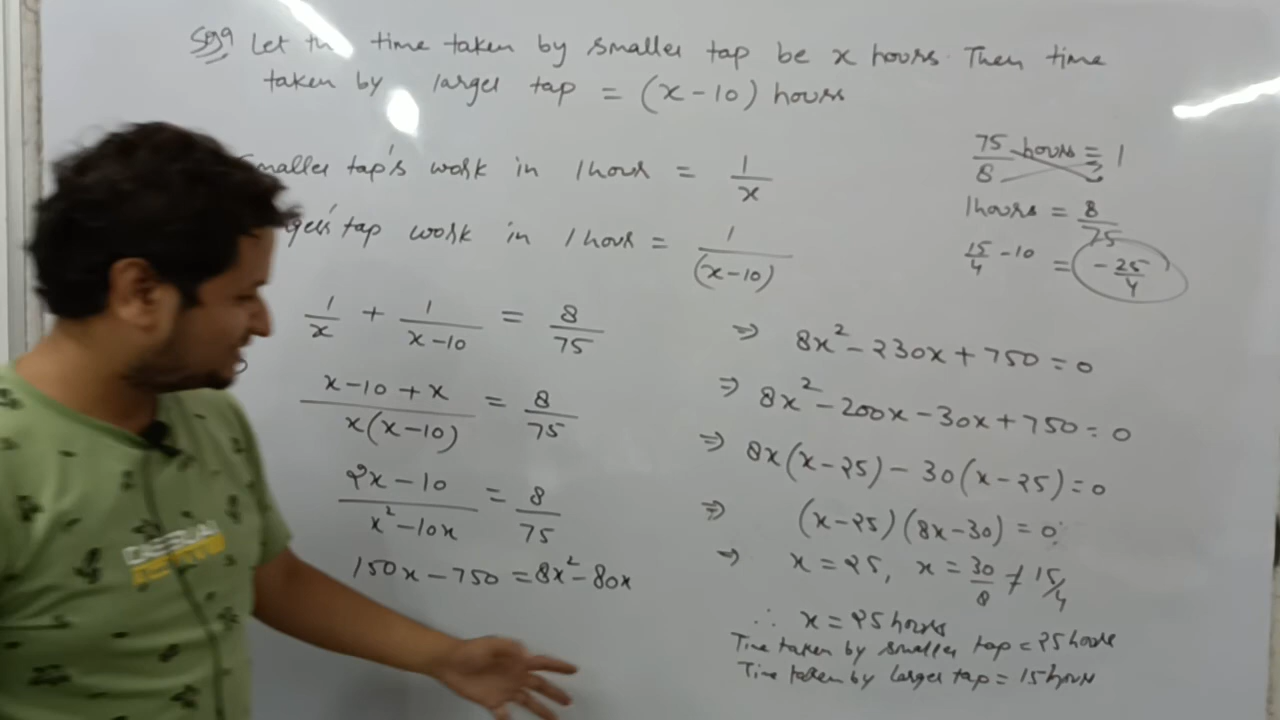 Let time taken by smaller tap be x hours. Then time
taken by larger tap = (x-10) hours
Smaller tap's work in 1 hour = 1/x
tap work in 1 hour = 1/(x-10)
1/x + 1/(x-10) = 8/75
(x-10+x)/(x(x-10)) = 8/75
(2x-10)/(x²-10x) = 8/75
150x-750 = 8x²-80x
75/8 hours = 1
1 hours = 8/75
15/4 - 10 = -25/4
⇒ 8x²-230x+750=0
⇒ 8x²-200x-30x+750=0
⇒ 8x(x-25)-30(x-25)=0
⇒ (x-25)(8x-30)=0
⇒ x=25, x=30/8 15/4
∴ x=25 hours
Time taken by smaller tap = 25 hours
Time taken by larger tap = 15 hours